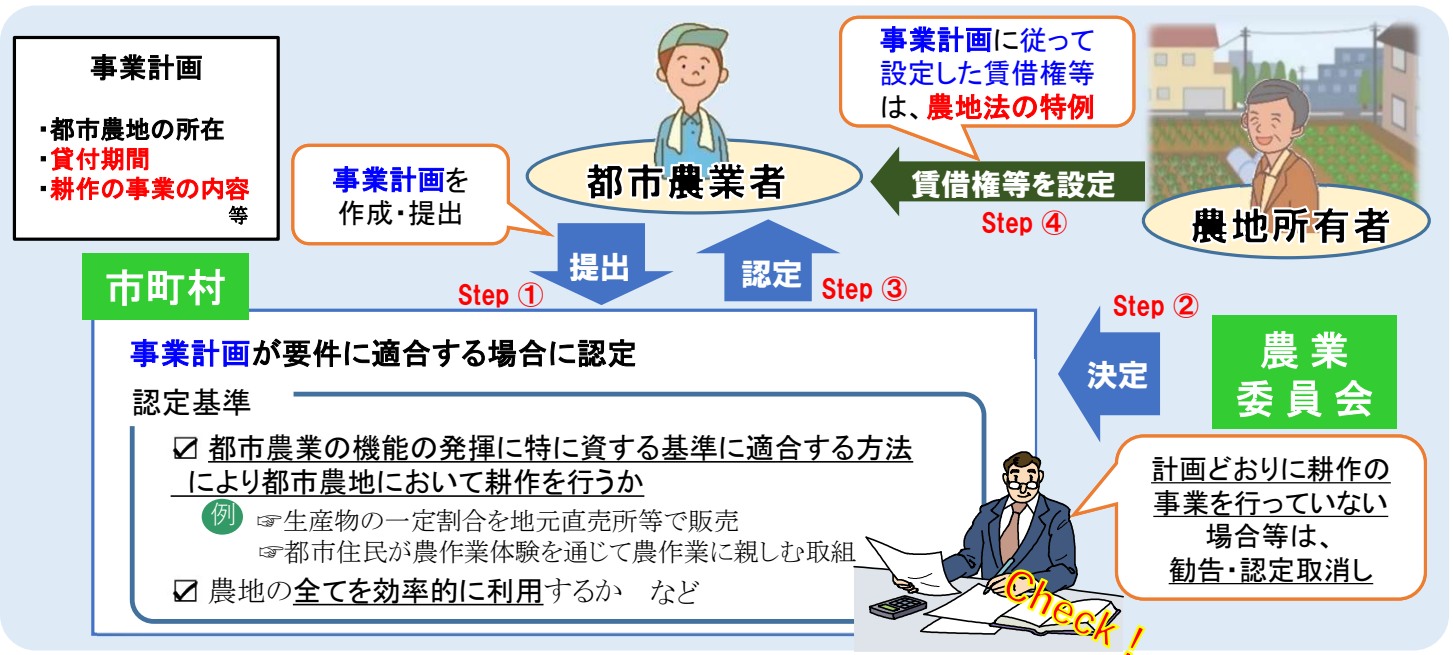 事業計画
・都市農地の所在
・貸付期間
・耕作の事業の内容
等
事業計画を
作成・提出
都市農業者
事業計画に従って
設定した賃借権等
は、農地法の特例
賃借権等を設定
Step ④
農地所有者
提出
Step ①
認定
Step ③
市町村
事業計画が要件に適合する場合に認定
認定基準
☑ 都市農業の機能の発揮に特に資する基準に適合する方法
により都市農地において耕作を行うか
例 ☞生産物の一定割合を地元直売所等で販売
☞都市住民が農作業体験を通じて農作業に親しむ取組
☑ 農地の全てを効率的に利用するか　など
Step ②
決定
農業
委員会
計画どおりに耕作の
事業を行っていない
場合等は、
勧告・認定取消し
Check！